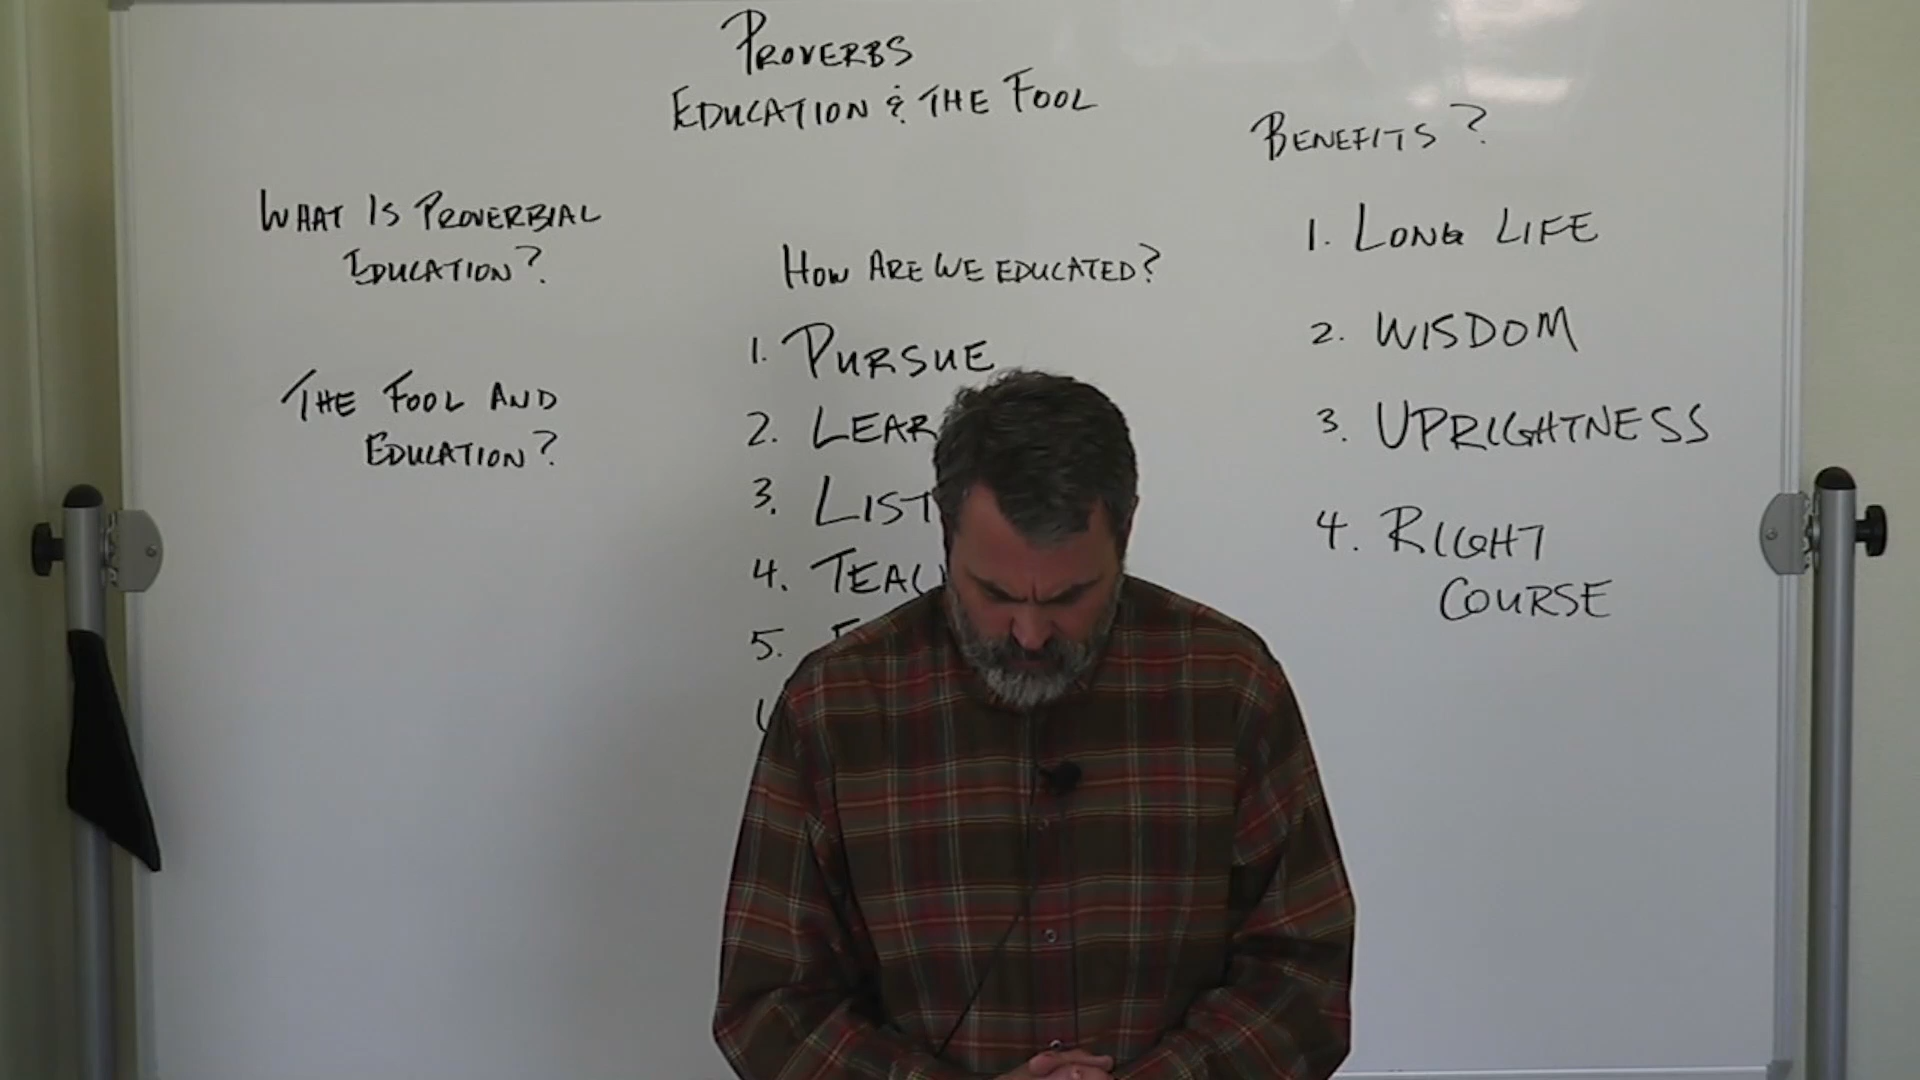 PROVERBS
EDUCATION & THE FOOL
WHAT IS PROVERBIAL
EDUCATION?
THE FOOL AND
EDUCATION?
HOW ARE WE EDUCATED?
1. PURSUE
2. LEAR
3. LIST
4. TEAC
5.
BENEFITS?
1. LONG LIFE
2. WISDOM
3. UPRIGHTNESS
4. RIGHT
COURSE